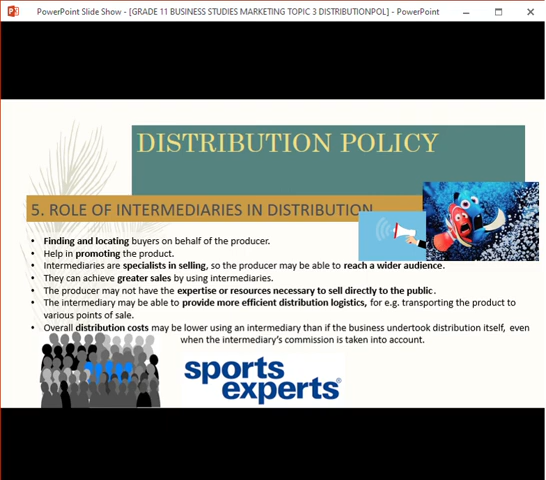 PowerPoint Slide Show - [GRADE 11 BUSINESS STUDIES MARKETING TOPIC 3 DISTRIBUTIONPOL] - PowerPoint
DISTRIBUTION POLICY
5. ROLE OF INTERMEDIARIES IN DISTRIBUTION
• Finding and locating buyers on behalf of the producer.
• Help in promoting the product.
• Intermediaries are specialists in selling, so the producer may be able to reach a wider audience.
• They can achieve greater sales by using intermediaries.
• The producer may not have the expertise or resources necessary to sell directly to the public.
• The intermediary may be able to provide more efficient distribution logistics, for e.g. transporting the product to
various points of sale.
• Overall distribution costs may be lower using an intermediary than if the business undertook distribution itself, even
when the intermediary's commission is taken into account.
sports
experts®